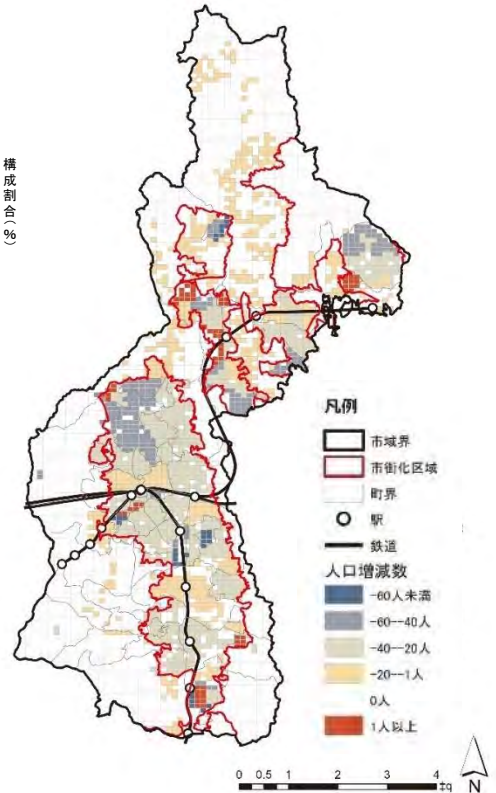 構成割合(%)
凡例
市域界
市街化区域
町界
駅
鉄道
人口増減数
-60人未満
-60--40人
-40--20人
-20--1人
0人
1人以上
0 0.5 1 2 3 4
N